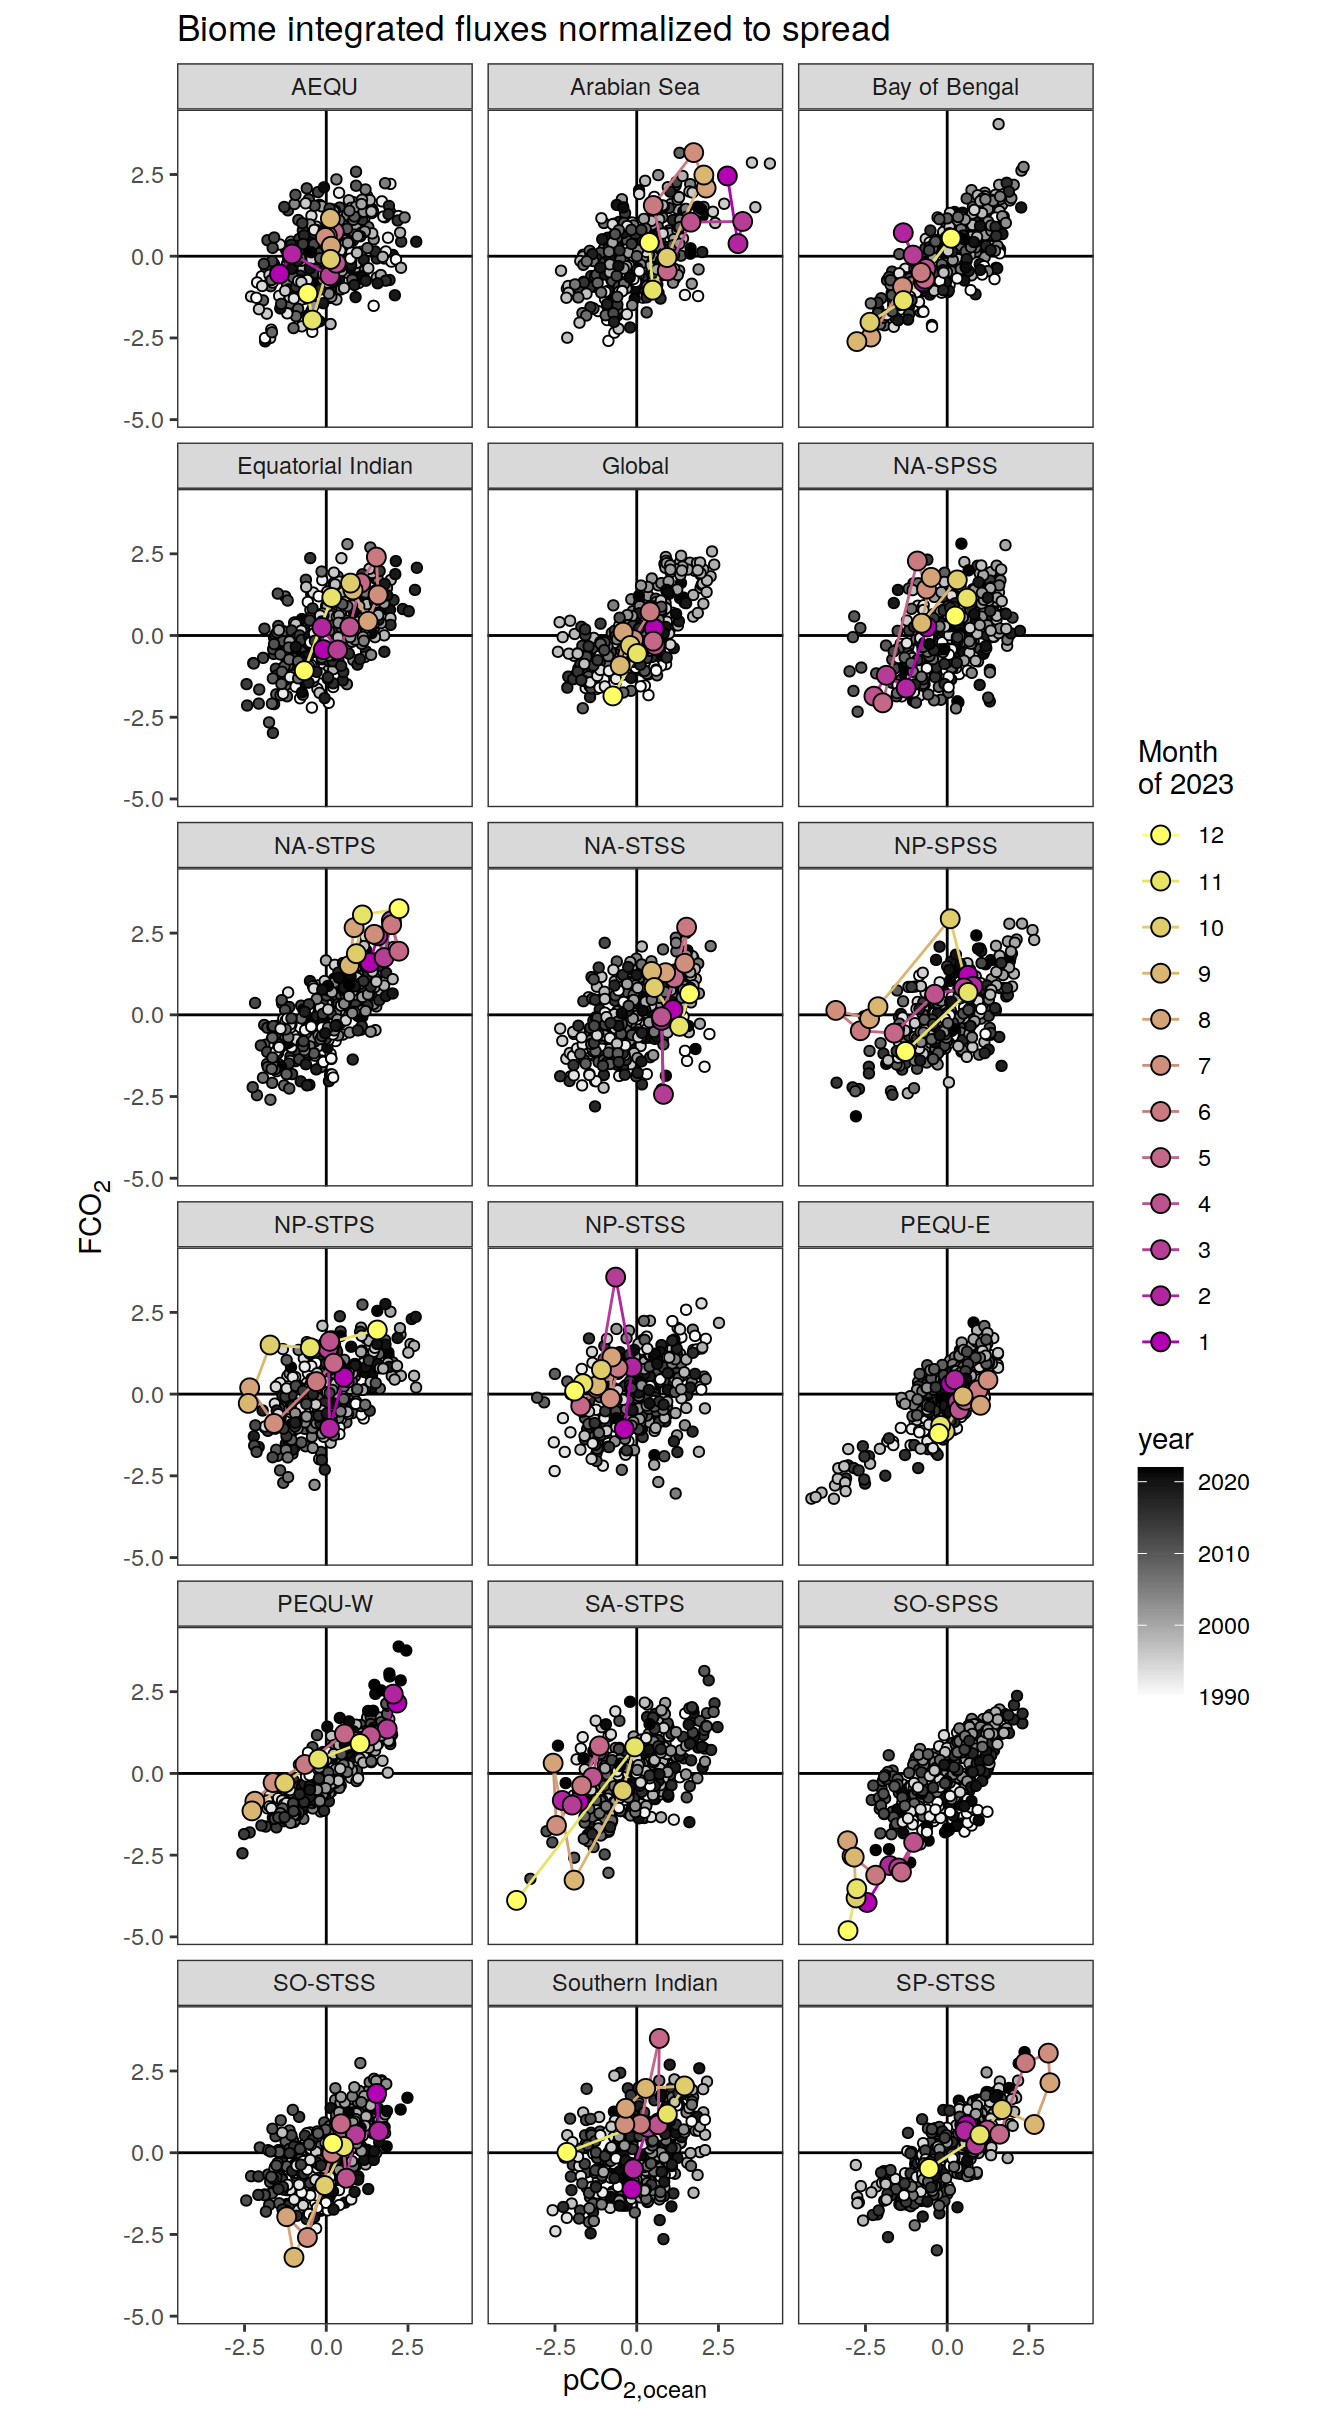 Biome integrated fluxes normalized to spread
AEQU
Arabian Sea
Bay of Bengal
2.5
0.0
-2.5
-5.0
Equatorial Indian
Global
NA-SPSS
2.5
0.0
-2.5
-5.0
NA-STPS
NA-STSS
NP-SPSS
2.5
0.0
-2.5
-5.0
NP-STPS
NP-STSS
PEQU-E
2.5
0.0
-2.5
-5.0
PEQU-W
SA-STPS
SO-SPSS
2.5
0.0
-2.5
-5.0
SO-STSS
Southern Indian
SP-STSS
2.5
0.0
-2.5
-5.0
-2.5 0.0 2.5
-2.5 0.0 2.5
-2.5 0.0 2.5
pCO2,ocean
FCO2
Month
of 2023
12
11
10
9
8
7
6
5
4
3
2
1
year
2020
2010
2000
1990